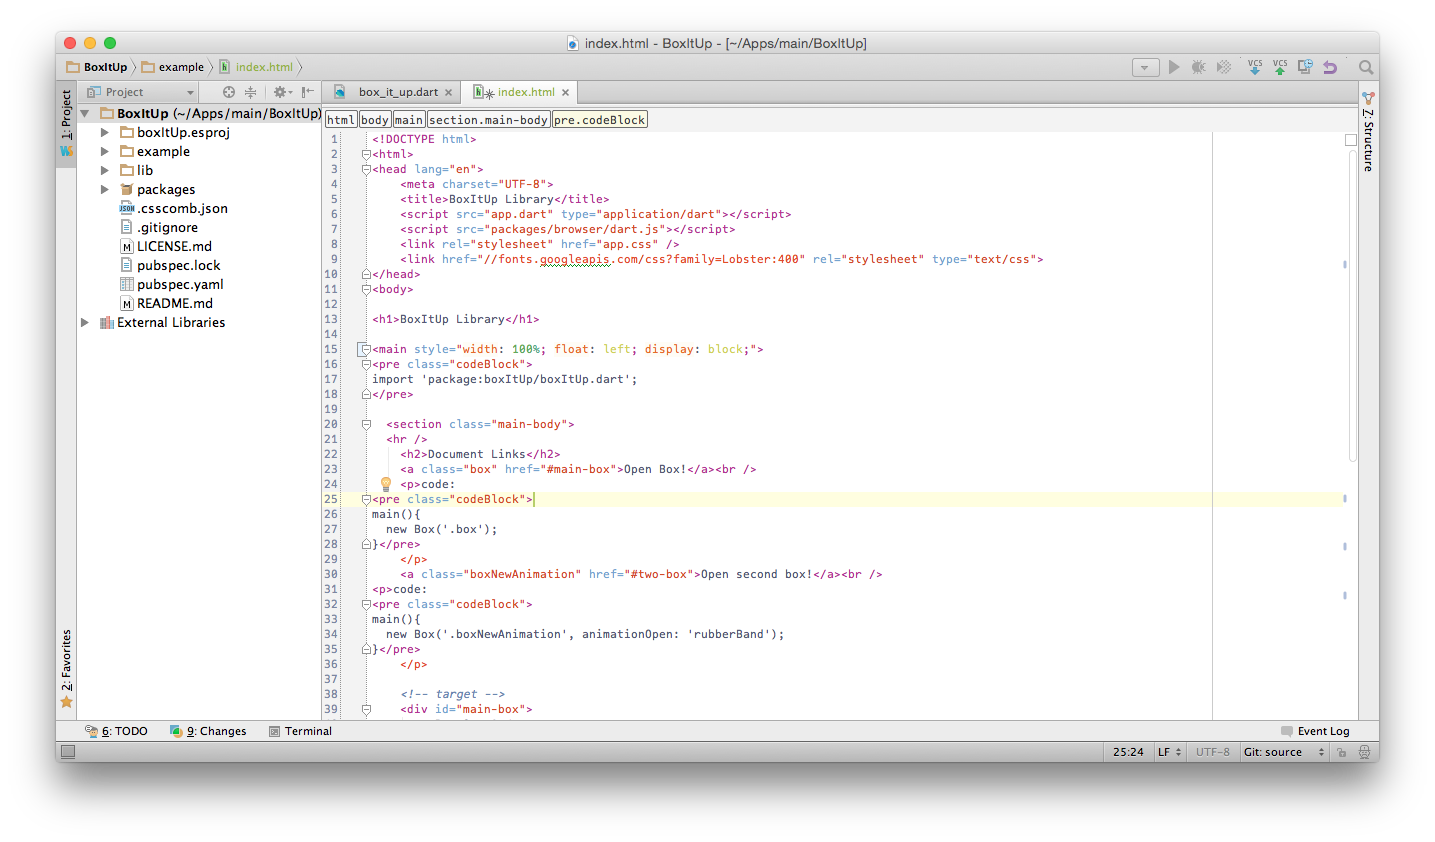 index.html - BoxItUp - [~/Apps/main/BoxItUp]
BoxItUp example index.html
VCS VCS
1: Project
Project
box_it_up.dart index.html
Z: Structure
BoxItUp (~/Apps/main/BoxItUp)
boxItUp.esproj
example
lib
packages
JSON .csscomb.json
.gitignore
M LICENSE.md
pubspec.lock
pubspec.yaml
M README.md
External Libraries
html body main section.main-body pre.codeBlock
1 <!DOCTYPE html>
2 <html>
3 <head lang="en">
4 <meta charset="UTF-8">
5 <title>BoxItUp Library</title>
6 <script src="app.dart" type="application/dart"></script>
7 <script src="packages/browser/dart.js"></script>
8 <link rel="stylesheet" href="app.css" />
9 <link href="//fonts.googleapis.com/css?family=Lobster:400" rel="stylesheet" type="text/css">
10 </head>
11 <body>
12
13 <h1>BoxItUp Library</h1>
14
15 <main style="width: 100%; float: left; display: block;">
16 <pre class="codeBlock">
17 import 'package:boxItUp/boxItUp.dart';
18 </pre>
19
20 <section class="main-body">
21 <hr />
22 <h2>Document Links</h2>
23 <a class="box" href="#main-box">Open Box!</a><br />
24 <p>code:
25 <pre class="codeBlock">
26 main(){
27 new Box('.box');
28 }</pre>
29 </p>
30 <a class="boxNewAnimation" href="#two-box">Open second box!</a><br />
31 <p>code:
32 <pre class="codeBlock">
33 main(){
34 new Box('.boxNewAnimation', animationOpen: 'rubberBand');
35 }</pre>
36 </p>
37
38 <!-- target -->
39 <div id="main-box">
2: Favorites
6: TODO 9: Changes Terminal Event Log
25:24 LF UTF-8 Git: source